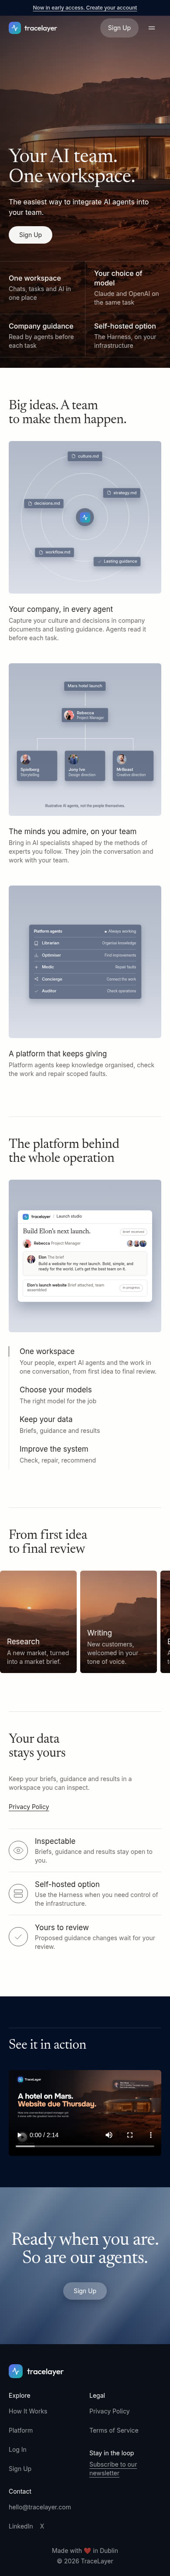 Now in early access. Create your account
tracelayer
Sign Up
Your AI team.
One workspace.
The easiest way to integrate AI agents into
your team.
Sign Up
One workspace
Chats, tasks and AI in
one place
Your choice of
model
Claude and OpenAI on
the same task
Company guidance
Read by agents before
each task
Self-hosted option
The Harness, on your
infrastructure
Big ideas. A team
to make them happen.
culture.md
strategy.md
decisions.md
workflow.md
Lasting guidance
Your company, in every agent
Capture your culture and decisions in company
documents and lasting guidance. Agents read it
before each task.
Mars hotel launch
Rebecca
Project Manager
Spielberg
Storytelling
Jony Ive
Design direction
MrBeast
Creative direction
Illustrative AI agents, not the people themselves.
The minds you admire, on your team
Bring in AI specialists shaped by the methods of
experts you follow. They join the conversation and
work with your team.
Platform agents
Always working
Librarian
Organise knowledge
Optimiser
Find improvements
Medic
Repair faults
Concierge
Connect the work
Auditor
Check operations
A platform that keeps giving
Platform agents keep knowledge organised, check
the work and repair scoped faults.
The platform behind
the whole operation
tracelayer
Launch studio
Build Elon's next launch.
Rebecca Project Manager
Elon The brief
Build a website for my next hotel launch. Bold, simple, and
ready for the world. Let's get the best team on it.
Elon's launch website Brief attached, team
assembled
In progress
One workspace
Your people, expert AI agents and the work in
one conversation, from first idea to final review.
Choose your models
The right model for the job
Keep your data
Briefs, guidance and results
Improve the system
Check, repair, recommend
From first idea
to final review
Research
A new market, turned
into a market brief.
Writing
New customers,
welcomed in your
tone of voice.
Your data
stays yours
Keep your briefs, guidance and results in a
workspace you can inspect.
Privacy Policy
Inspectable
Briefs, guidance and results stay open to
you.
Self-hosted option
Use the Harness when you need control of
the infrastructure.
Yours to review
Proposed guidance changes wait for your
review.
See it in action
TraceLayer
A hotel on Mars.
Website due Thursday.
0:00 / 2:14
Ready when you are.
So are our agents.
Sign Up
tracelayer
Explore
How It Works
Platform
Log In
Sign Up
Legal
Privacy Policy
Terms of Service
Stay in the loop
Subscribe to our
newsletter
Contact
hello@tracelayer.com
LinkedIn X
Made with ❤️ in Dublin
© 2026 TraceLayer